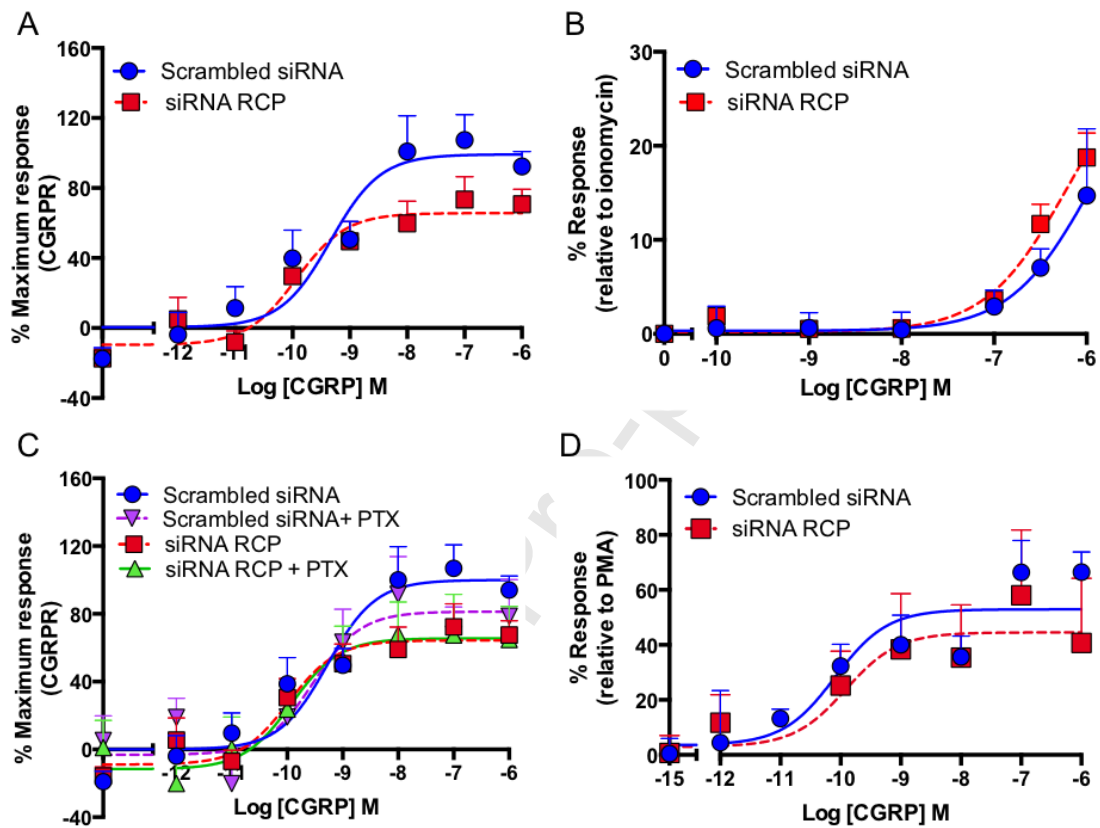 A
160
120
80
40
0
-40
% Maximum response
(CGRPR)
Scrambled siRNA
siRNA RCP
-12 -11 -10 -9 -8 -7 -6
Log [CGRP] M
B
30
20
10
0
% Response
(relative to ionomycin)
Scrambled siRNA
siRNA RCP
0 -10 -9 -8 -7 -6
Log [CGRP] M
C
160
120
80
40
0
-40
% Maximum response
(CGRPR)
Scrambled siRNA
Scrambled siRNA+ PTX
siRNA RCP
siRNA RCP + PTX
-12 -11 -10 -9 -8 -7 -6
Log [CGRP] M
D
100
80
60
40
20
0
% Response
(relative to PMA)
Scrambled siRNA
siRNA RCP
-15 -12 -11 -10 -9 -8 -7 -6
Log [CGRP] M